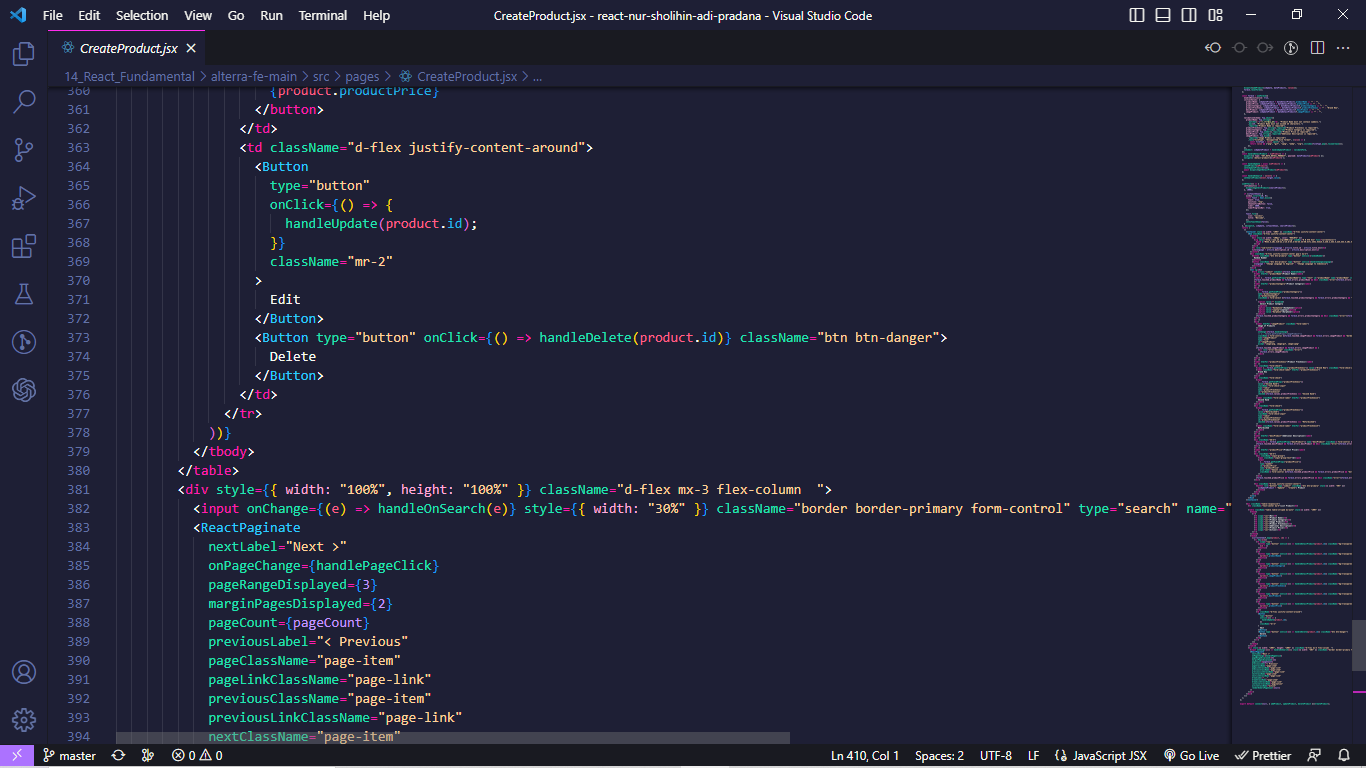 File Edit Selection View Go Run Terminal Help
CreateProduct.jsx - react-nur-sholihin-adi-pradana - Visual Studio Code
CreateProduct.jsx
14_React_Fundamental > alterra-fe-main > src > pages > CreateProduct.jsx > ...
360 {product.productPrice}
361 </button>
362 </td>
363 <td className="d-flex justify-content-around">
364 <Button
365 type="button"
366 onClick={() => {
367 handleUpdate(product.id);
368 }}
369 className="mr-2"
370 >
371 Edit
372 </Button>
373 <Button type="button" onClick={() => handleDelete(product.id)} className="btn btn-danger">
374 Delete
375 </Button>
376 </td>
377 </tr>
378 ))}
379 </tbody>
380 </table>
381 <div style={{ width: "100%", height: "100%" }} className="d-flex mx-3 flex-column  ">
382 <input onChange={(e) => handleOnSearch(e)} style={{ width: "30%" }} className="border border-primary form-control" type="search" name="
383 <ReactPaginate
384 nextLabel="Next >"
385 onPageChange={handlePageClick}
386 pageRangeDisplayed={3}
387 marginPagesDisplayed={2}
388 pageCount={pageCount}
389 previousLabel="< Previous"
390 pageClassName="page-item"
391 pageLinkClassName="page-link"
392 previousClassName="page-item"
393 previousLinkClassName="page-link"
394 nextClassName="page-item"
master 0 0 Ln 410, Col 1 Spaces: 2 UTF-8 LF {} JavaScript JSX Go Live Prettier